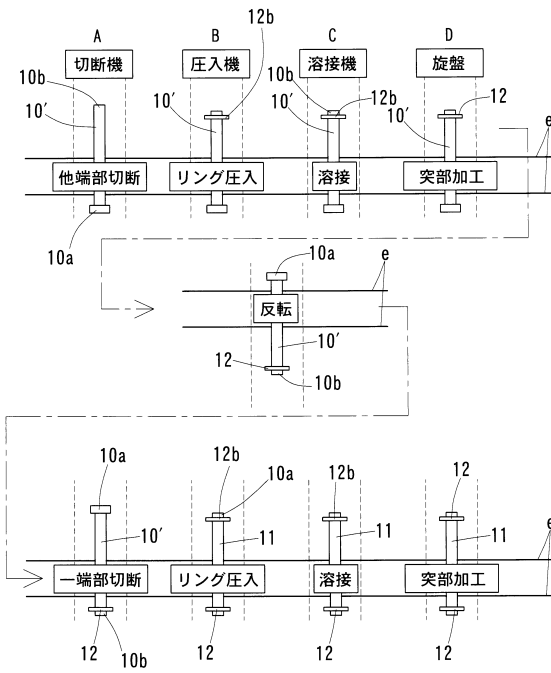 A B C D
12b
切断機 圧入機 溶接機 旋盤
10b 10b 12b 12
10′ 10′ 10′ 10′ e
他端部切断 リング圧入 溶接 突部加工
10a
10a e
反転
10′
12
10b
10a 12b 10a 12b 12
10′ 11 11 11 e
一端部切断 リング圧入 溶接 突部加工
12 10b 12 12 12